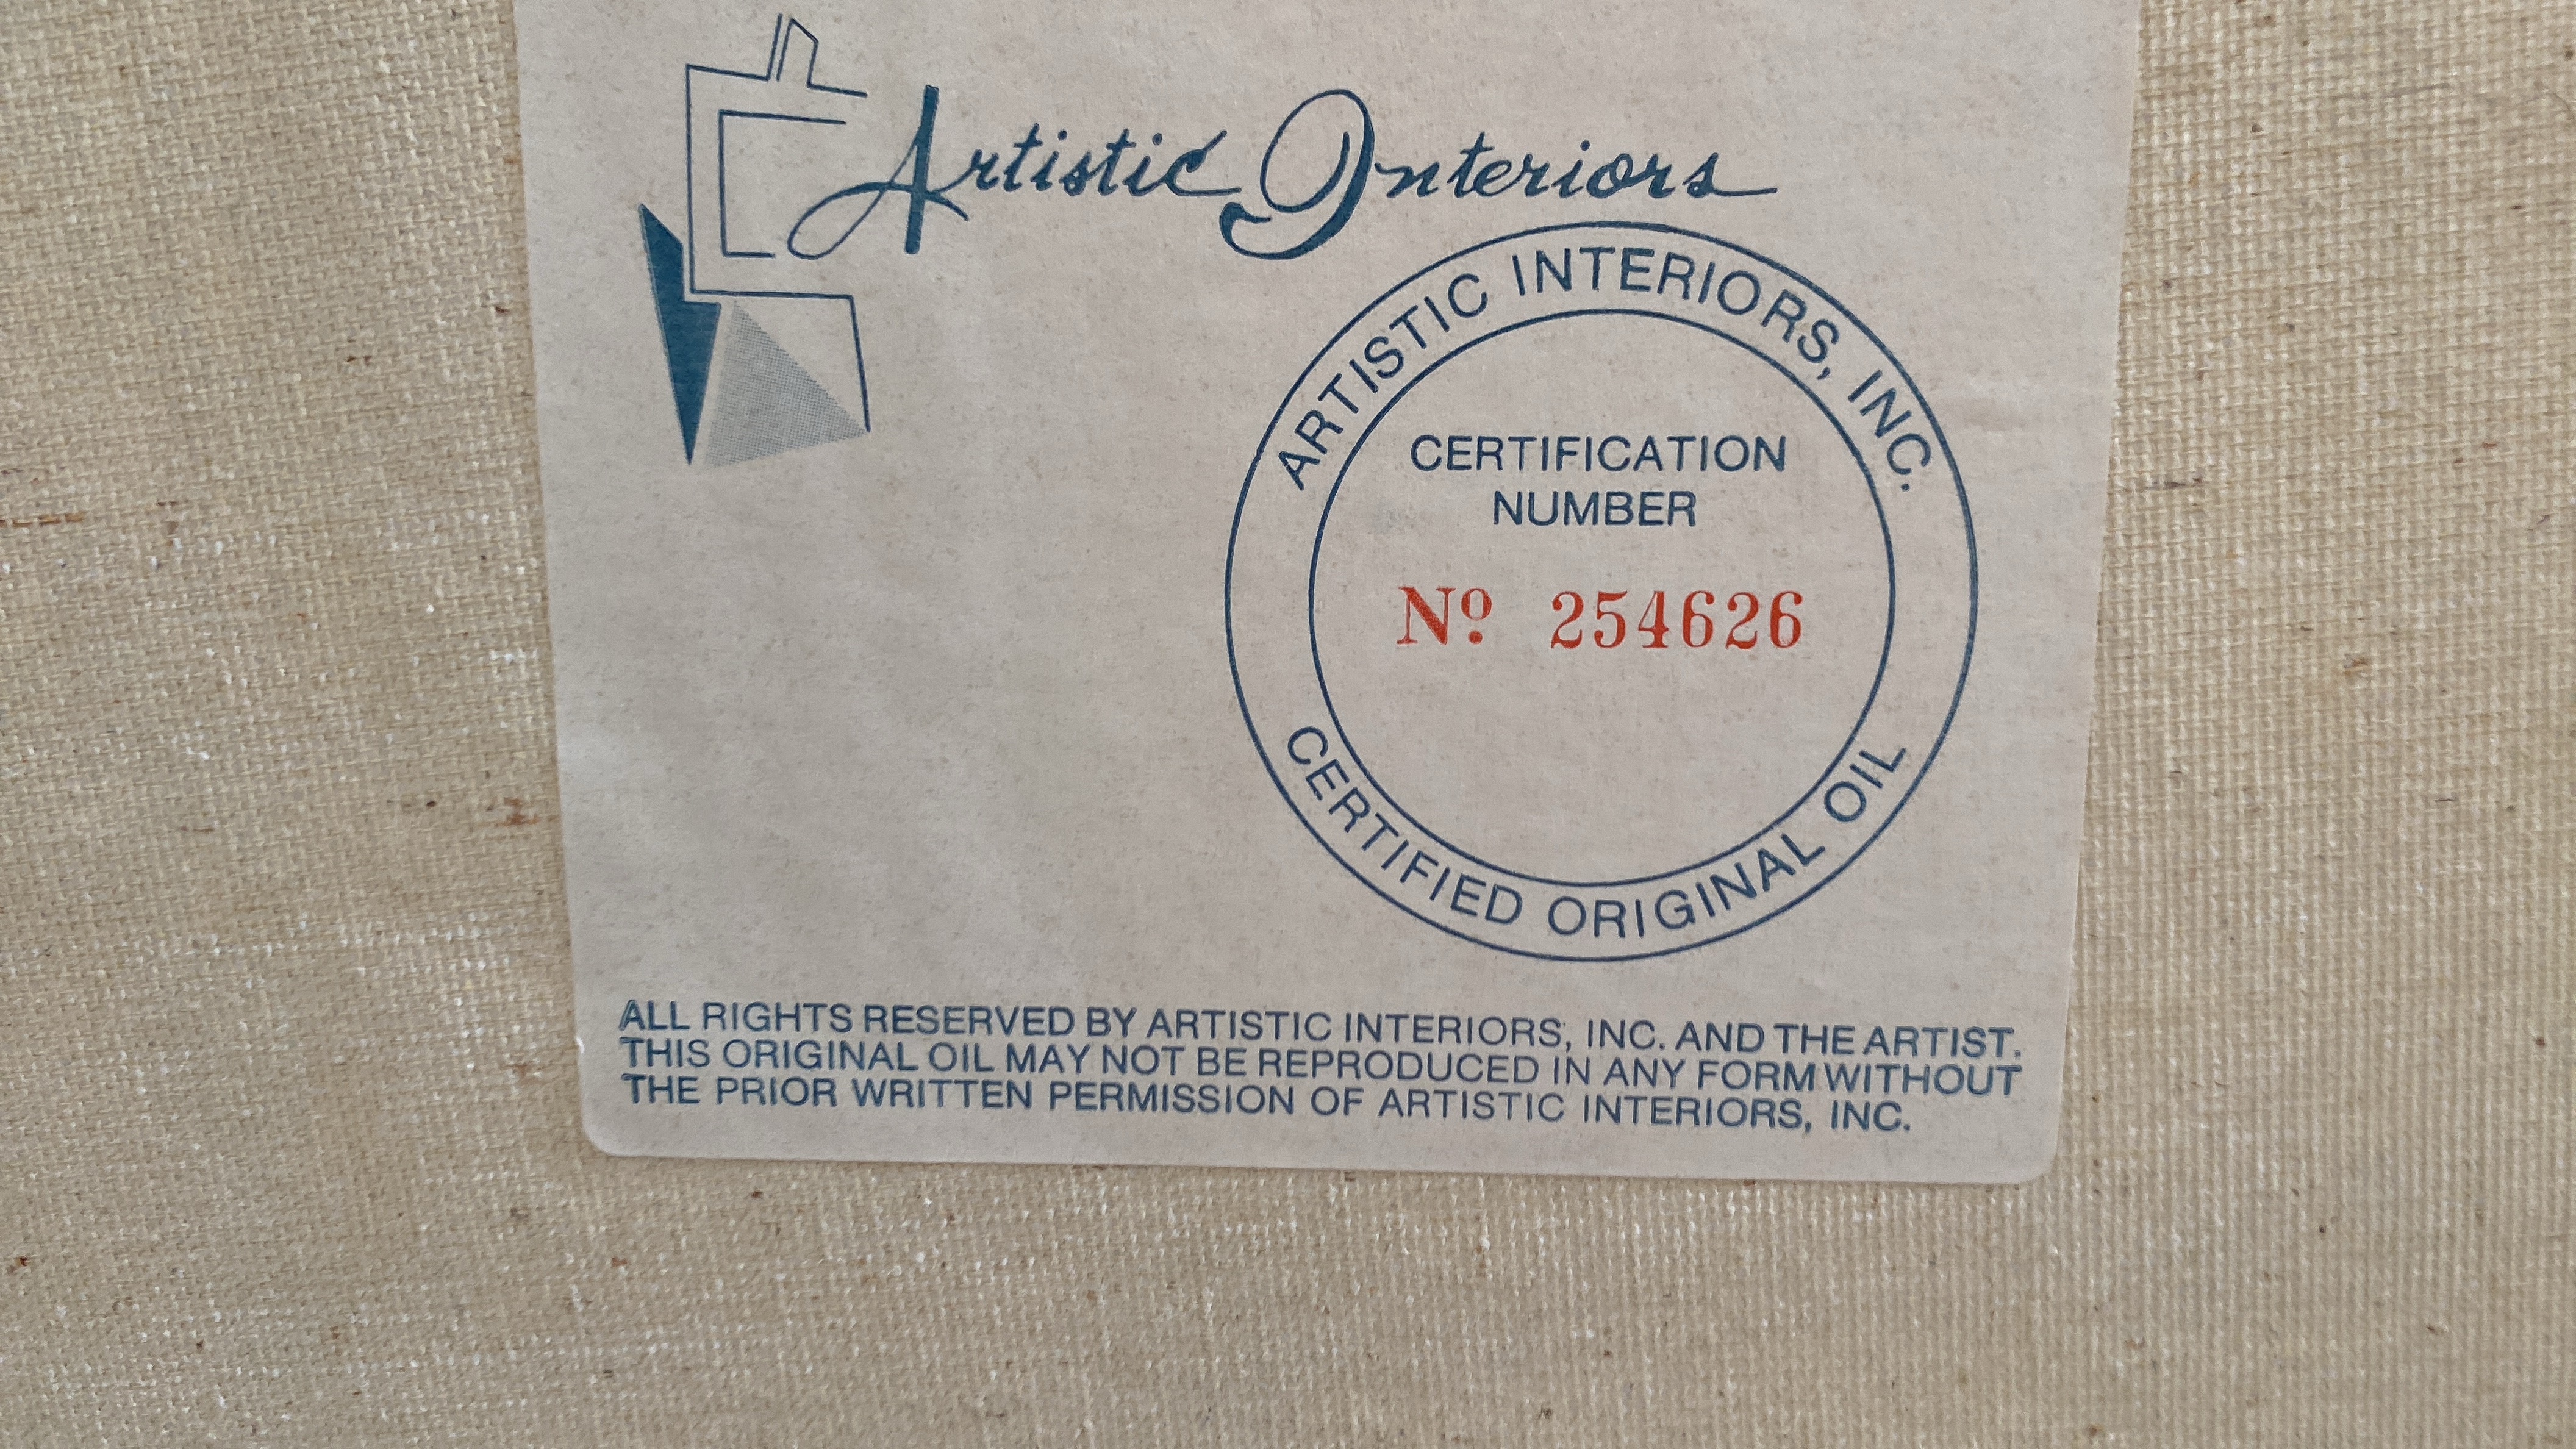 Artistic Interiors
ARTISTIC INTERIORS, INC.
CERTIFICATION
NUMBER
Nº 254626
CERTIFIED ORIGINAL OIL
ALL RIGHTS RESERVED BY ARTISTIC INTERIORS, INC. AND THE ARTIST.
THIS ORIGINAL OIL MAY NOT BE REPRODUCED IN ANY FORM WITHOUT
THE PRIOR WRITTEN PERMISSION OF ARTISTIC INTERIORS, INC.